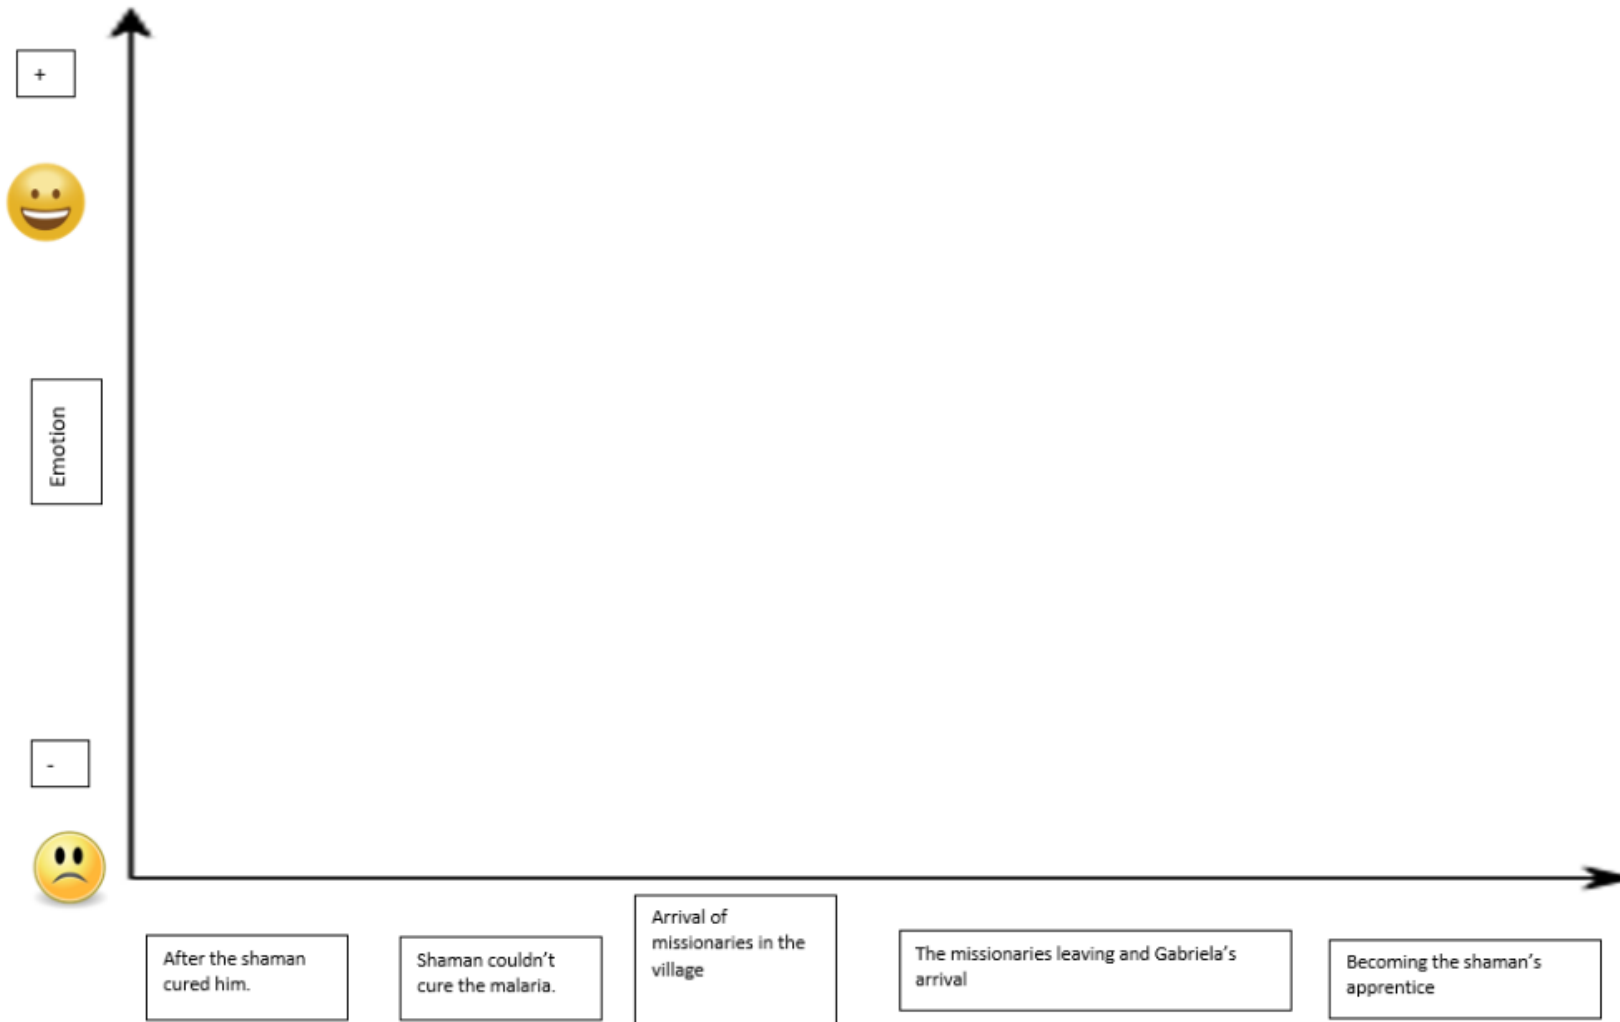 +
Emotion
-
After the shaman
cured him.
Shaman couldn’t
cure the malaria.
Arrival of
missionaries in the
village
The missionaries leaving and Gabriela’s
arrival
Becoming the shaman’s
apprentice